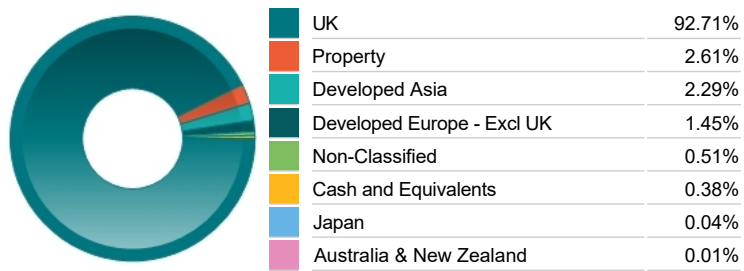 UK 92.71%
Property 2.61%
Developed Asia 2.29%
Developed Europe - Excl UK 1.45%
Non-Classified 0.51%
Cash and Equivalents 0.38%
Japan 0.04%
Australia & New Zealand 0.01%